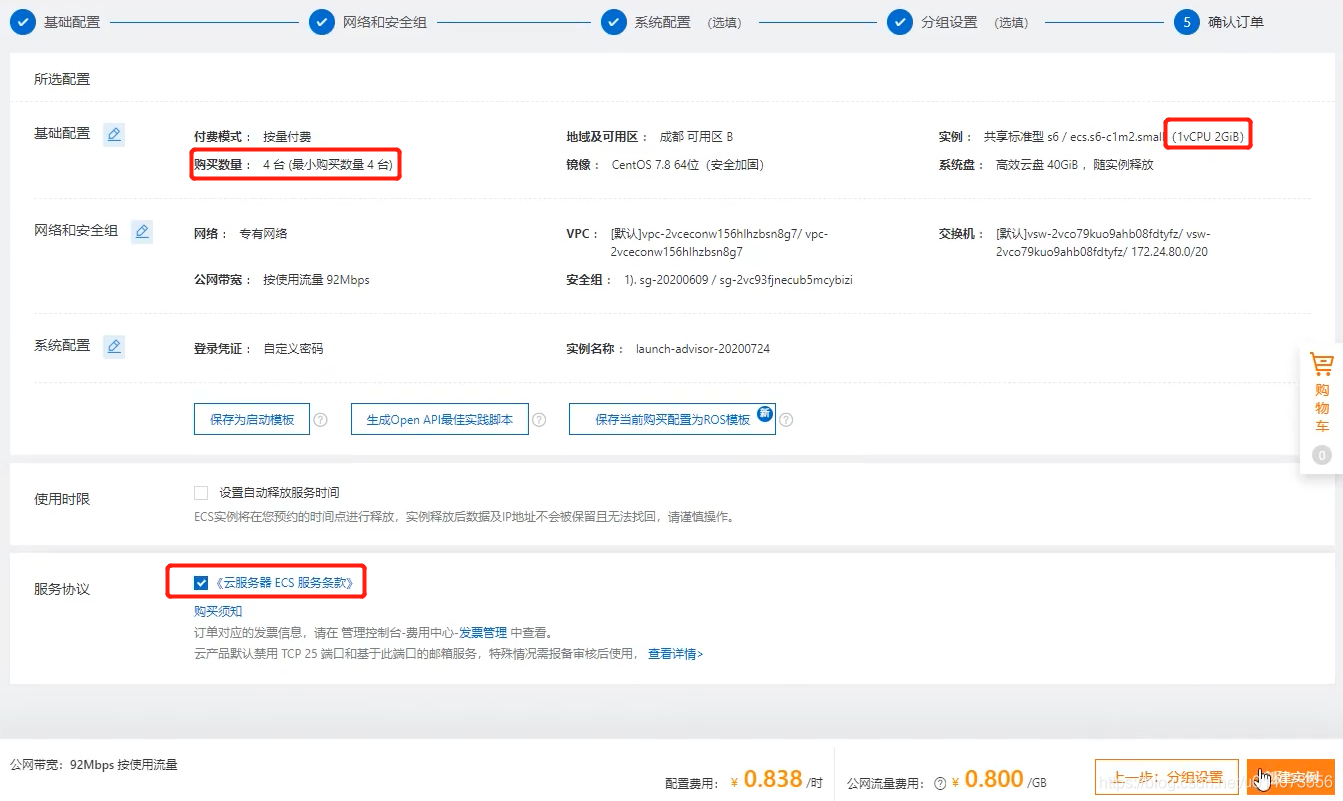 基础配置 网络和安全组 系统配置 (选填) 分组设置 (选填) 5 确认订单
所选配置
基础配置
付费模式： 按量付费
地域及可用区： 成都 可用区 B
实例： 共享标准型 s6 / ecs.s6-c1m2.small (1vCPU 2GiB)
购买数量： 4 台 (最小购买数量 4 台)
镜像： CentOS 7.8 64位（安全加固）
系统盘： 高效云盘 40GiB ，随实例释放
网络和安全组
网络： 专有网络
VPC： [默认]vpc-2vceconw156hlhzbsn8g7/ vpc-
2vceconw156hlhzbsn8g7
交换机： [默认]vsw-2vco79kuo9ahb08fdtyfz/ vsw-
2vco79kuo9ahb08fdtyfz/ 172.24.80.0/20
公网带宽： 按使用流量 92Mbps
安全组： 1). sg-20200609 / sg-2vc93fjnecub5mcybizi
系统配置
登录凭证： 自定义密码
实例名称： launch-advisor-20200724
保存为启动模板 ? 生成Open API最佳实践脚本 ? 保存当前购买配置为ROS模板 新 ?
购
物
车
0
使用时限
设置自动释放服务时间
ECS实例将在您预约的时间点进行释放，实例释放后数据及IP地址不会被保留且无法找回，请谨慎操作。
服务协议
《云服务器 ECS 服务条款》
购买须知
订单对应的发票信息，请在 管理控制台-费用中心-发票管理 中查看。
云产品默认禁用 TCP 25 端口和基于此端口的邮箱服务，特殊情况需报备审核后使用， 查看详情>
公网带宽：92Mbps 按使用流量
配置费用： ¥ 0.838 /时
公网流量费用： ? ¥ 0.800 /GB
上一步：分组设置
建实例